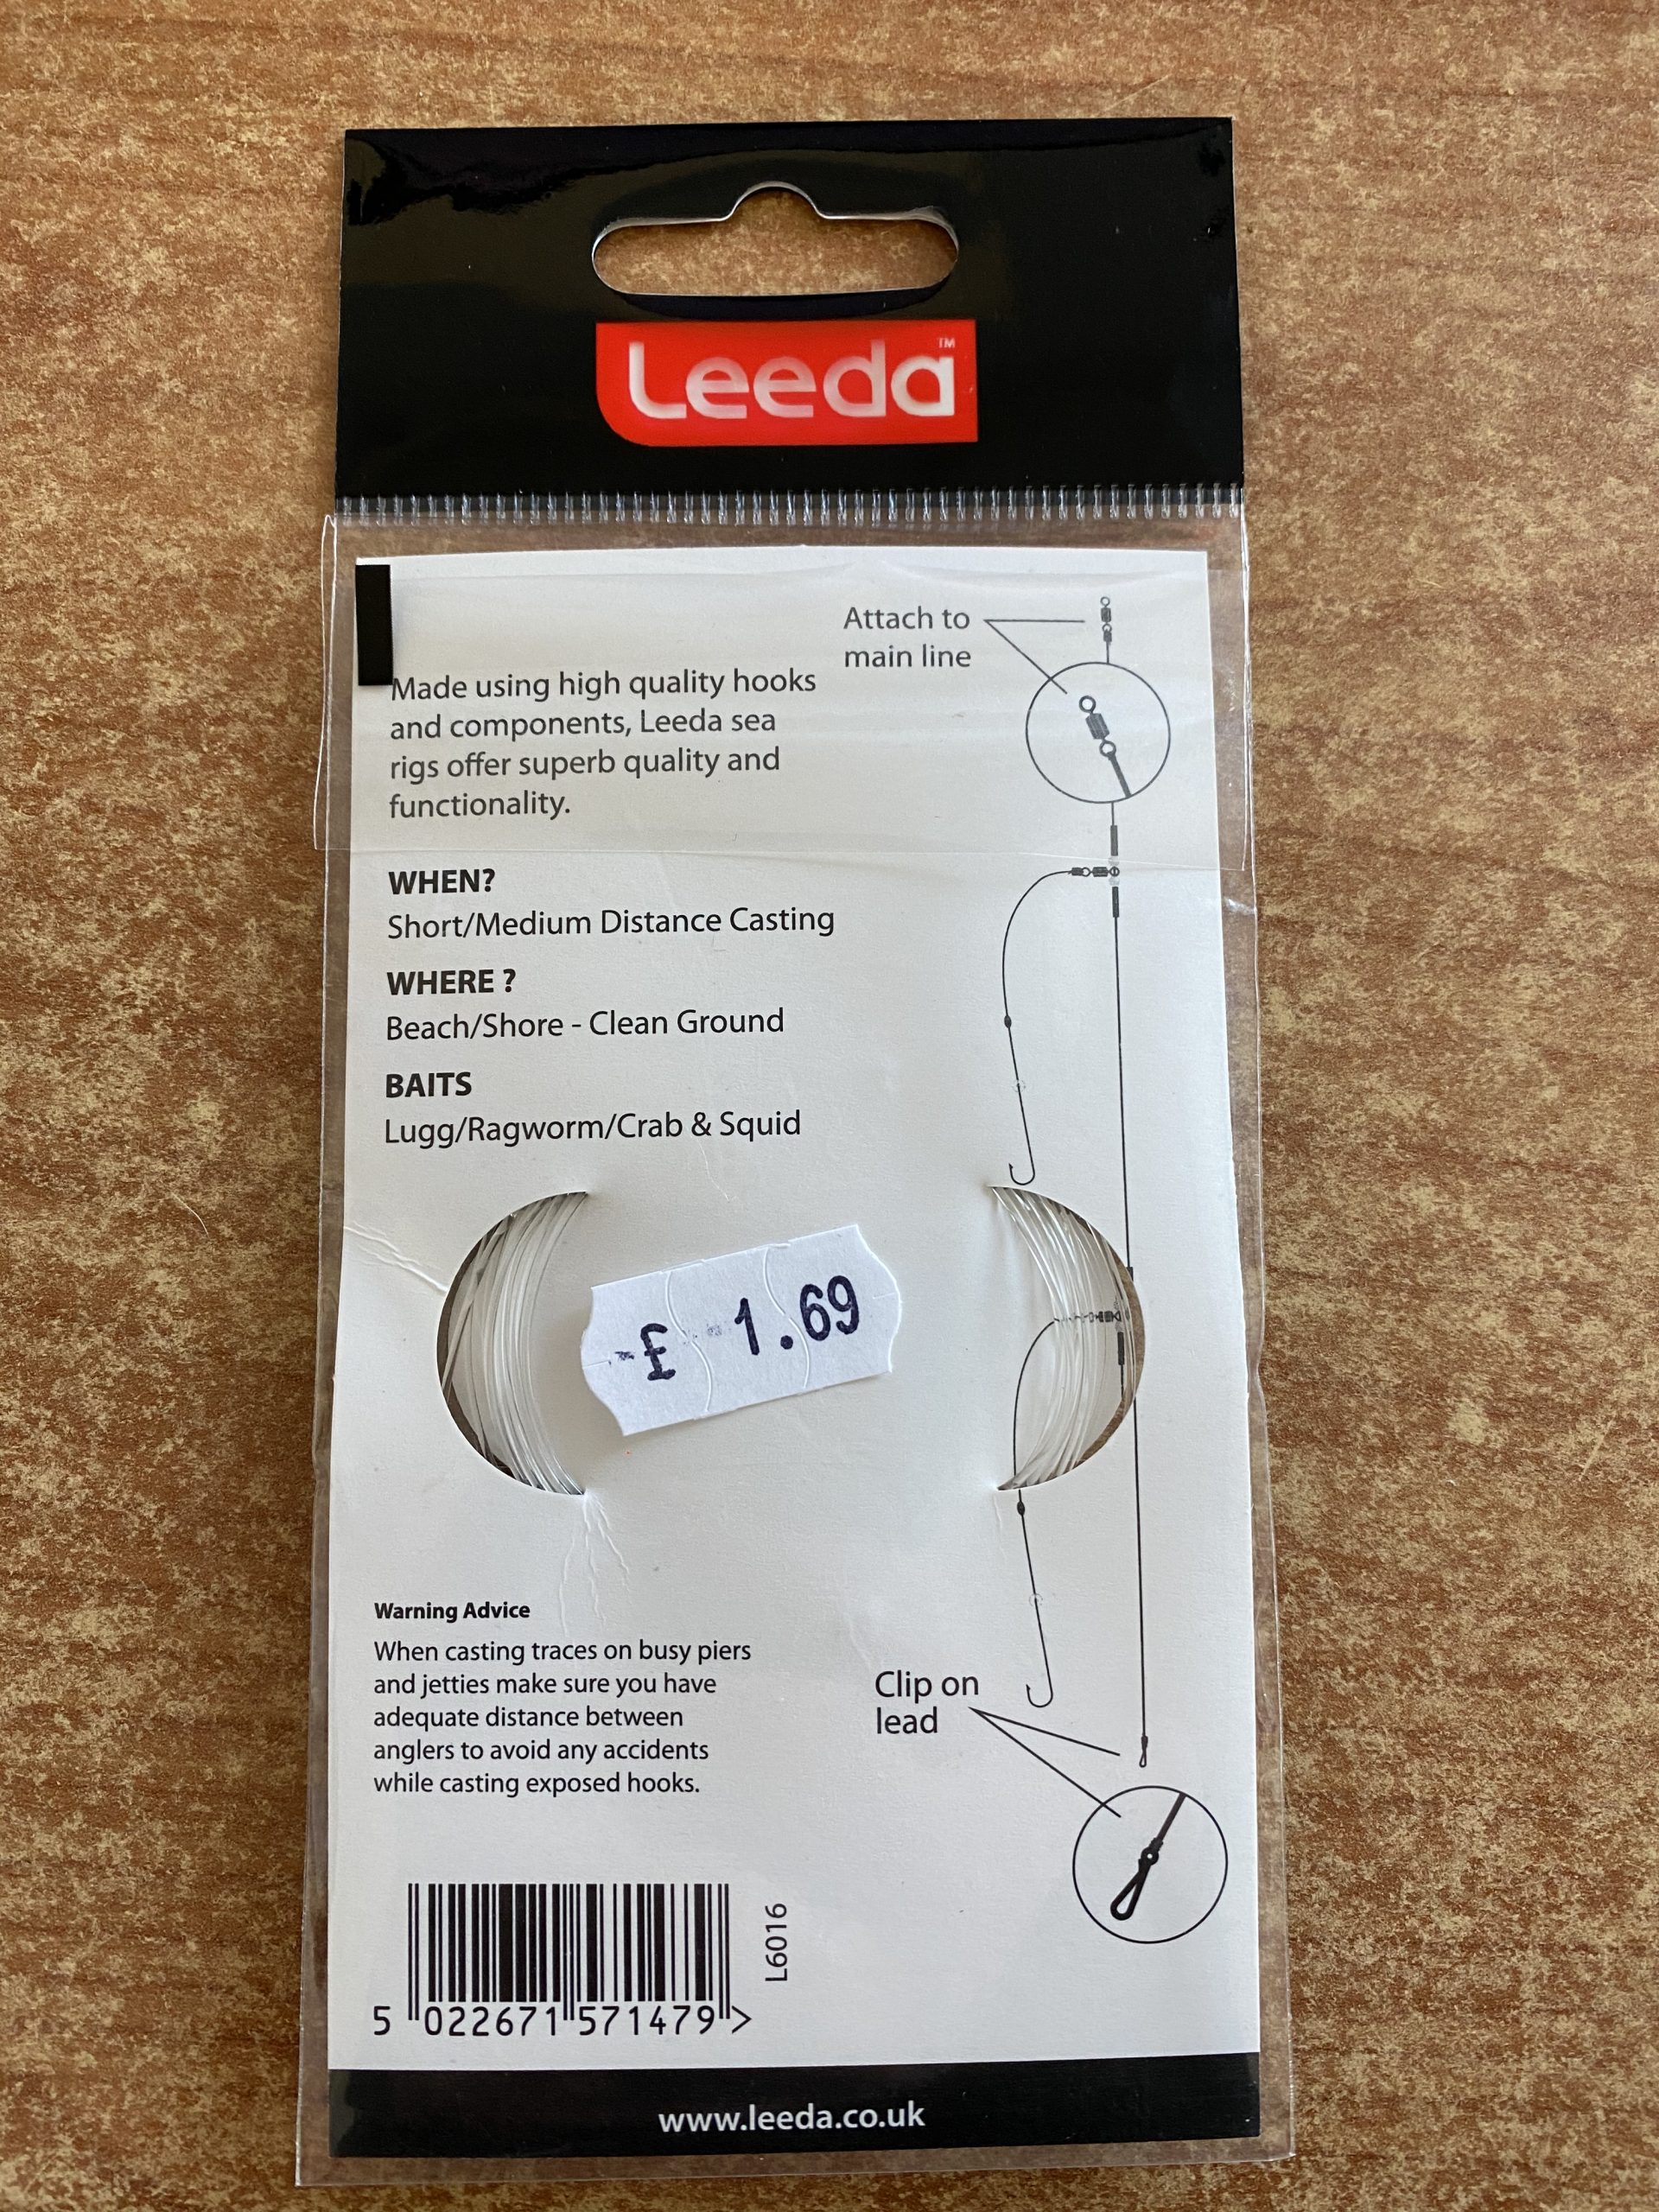 Leeda™
Attach to
main line
Made using high quality hooks
and components, Leeda sea
rigs offer superb quality and
functionality.
WHEN?
Short/Medium Distance Casting
WHERE ?
Beach/Shore - Clean Ground
BAITS
Lugg/Ragworm/Crab & Squid
£ 1.69
Warning Advice
When casting traces on busy piers
and jetties make sure you have
adequate distance between
anglers to avoid any accidents
while casting exposed hooks.
Clip on
lead
L6016
5 022671 571479 >
www.leeda.co.uk